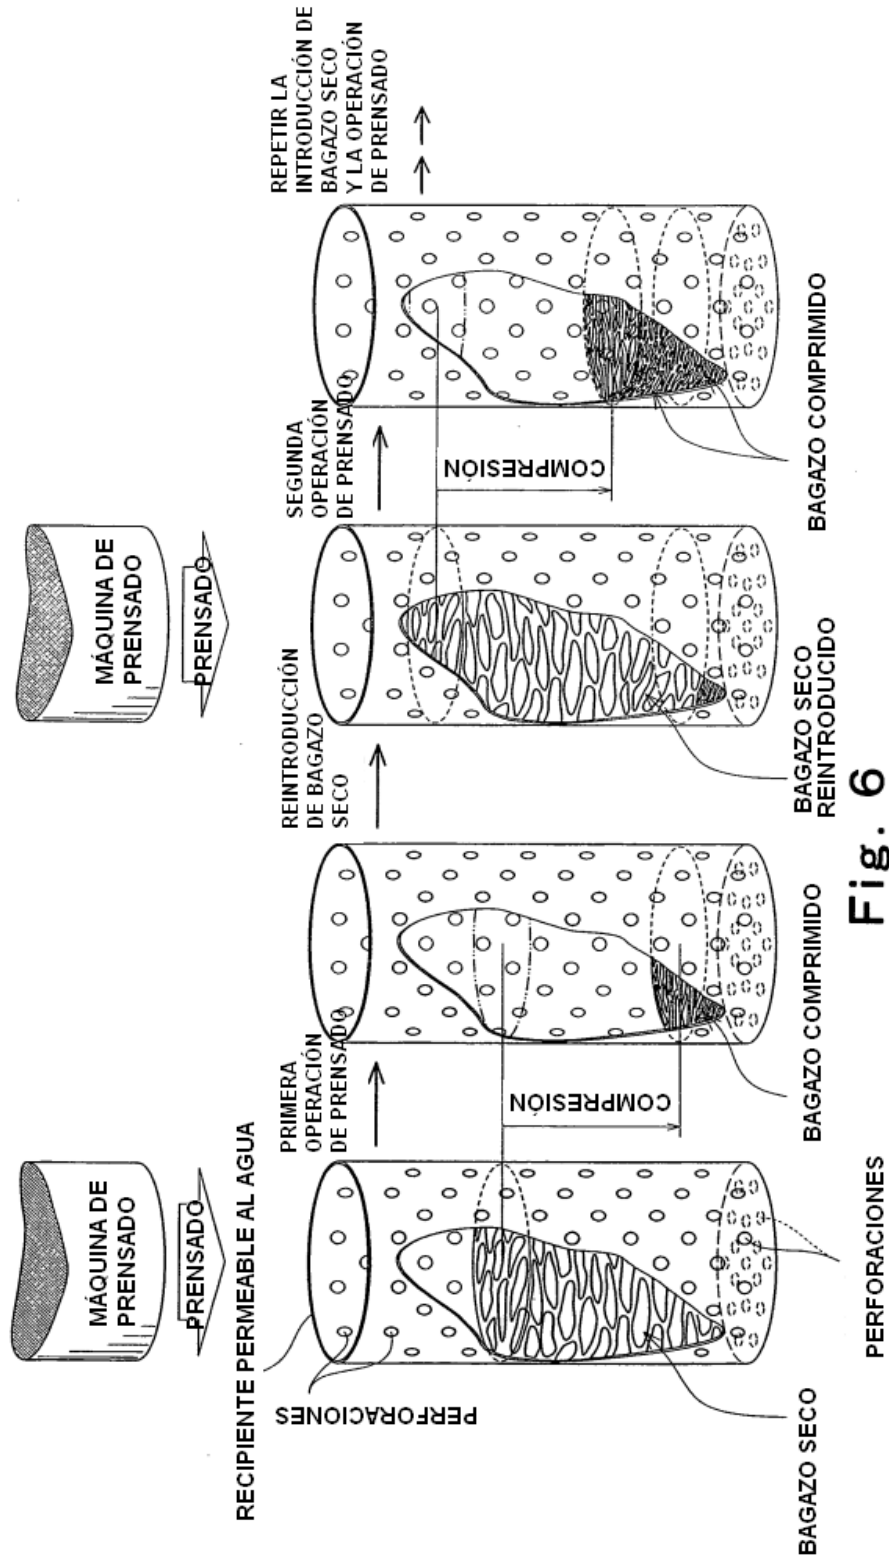 MÁQUINA DE
PRENSADO
PRENSADO
MÁQUINA DE
PRENSADO
PRENSADO
RECIPIENTE PERMEABLE AL AGUA
PERFORACIONES
PRIMERA
OPERACIÓN
DE PRENSADO
REINTRODUCCIÓN
DE BAGAZO
SECO
SEGUNDA
OPERACIÓN
DE PRENSADO
REPETIR LA
INTRODUCCIÓN DE
BAGAZO SECO
Y LA OPERACIÓN
DE PRENSADO
COMPRESIÓN
COMPRESIÓN
BAGAZO SECO
PERFORACIONES
BAGAZO COMPRIMIDO
BAGAZO SECO
REINTRODUCIDO
BAGAZO COMPRIMIDO
Fig. 6